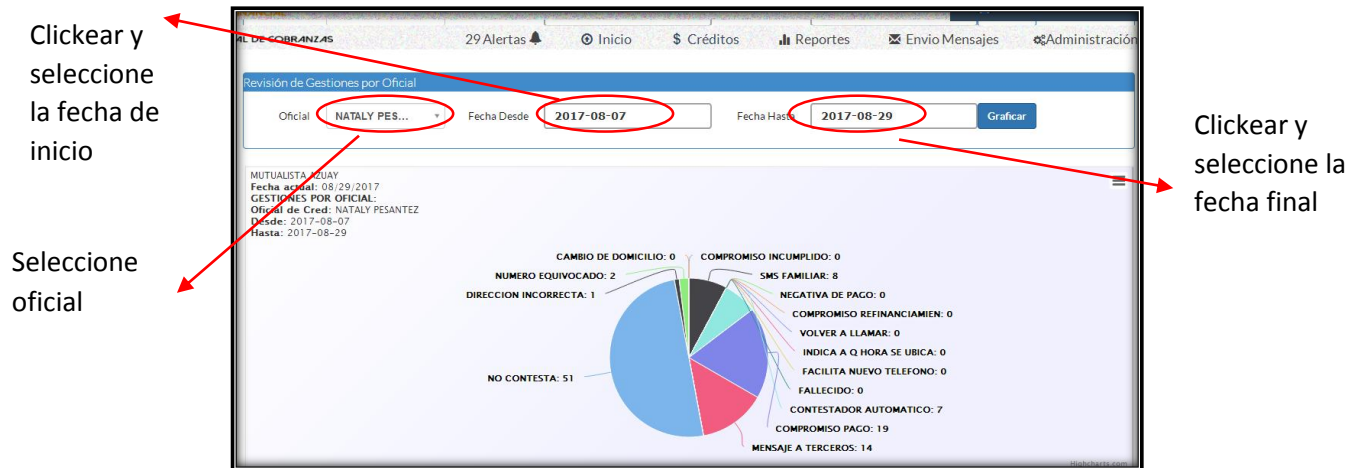 Clickear y
seleccione
la fecha de
inicio
Seleccione
oficial
AL DE COBRANZAS
29 Alertas
Inicio
$ Créditos
Reportes
Envio Mensajes
Administración
Revisión de Gestiones por Oficial
Oficial
NATALY PES...
Fecha Desde
2017-08-07
Fecha Hasta
2017-08-29
Graficar
MUTUALISTA AZUAY
Fecha actual: 08/29/2017
GESTIONES POR OFICIAL:
Oficial de Cred: NATALY PESANTEZ
Desde: 2017-08-07
Hasta: 2017-08-29
CAMBIO DE DOMICILIO: 0
COMPROMISO INCUMPLIDO: 0
NUMERO EQUIVOCADO: 2
SMS FAMILIAR: 8
DIRECCION INCORRECTA: 1
NEGATIVA DE PAGO: 0
COMPROMISO REFINANCIAMIEN: 0
VOLVER A LLAMAR: 0
INDICA A Q HORA SE UBICA: 0
FACILITA NUEVO TELEFONO: 0
NO CONTESTA: 51
FALLECIDO: 0
CONTESTADOR AUTOMATICO: 7
COMPROMISO PAGO: 19
MENSAJE A TERCEROS: 14
Highcharts.com
Clickear y
seleccione la
fecha final